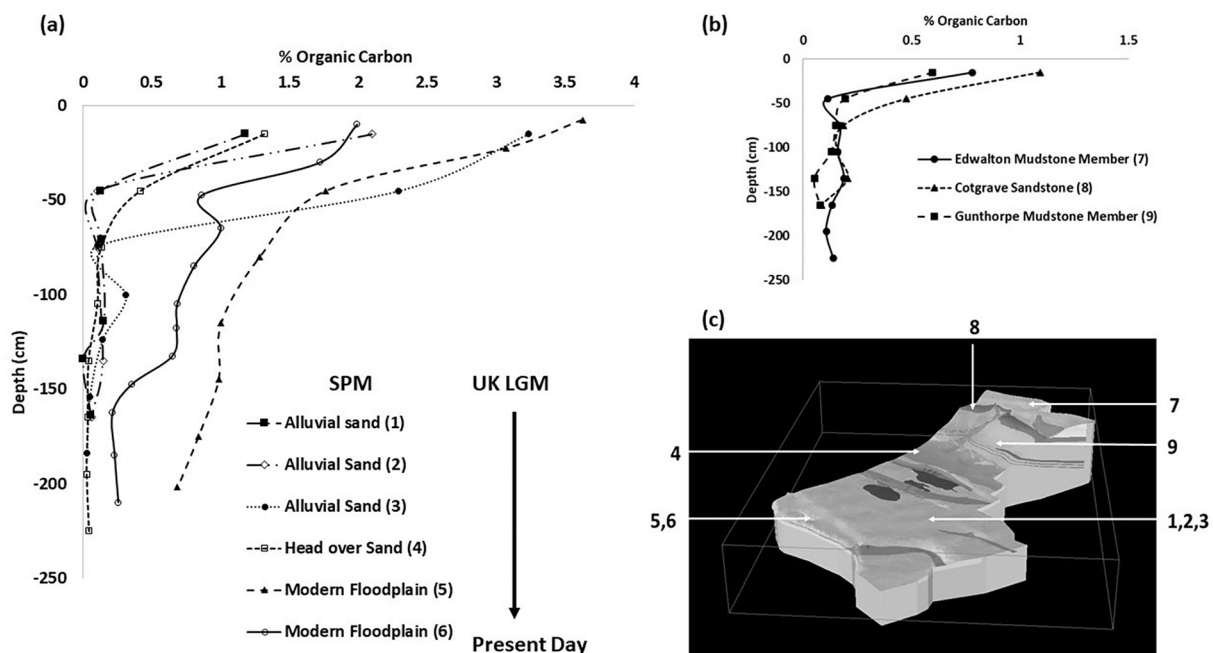 (a)
% Organic Carbon
0 0.5 1 1.5 2 2.5 3 3.5 4
0
-50
-100
-150
-200
-250
Depth (cm)
SPM
UK LGM
Alluvial sand (1)
Alluvial Sand (2)
Alluvial Sand (3)
Head over Sand (4)
Modern Floodplain (5)
Modern Floodplain (6)
Present Day
(b)
% Organic Carbon
0 0.5 1 1.5
0
-50
-100
-150
-200
-250
Depth (cm)
Edwalton Mudstone Member (7)
Cotgrave Sandstone (8)
Gunthorpe Mudstone Member (9)
(c)
8
7
9
4
5,6
1,2,3